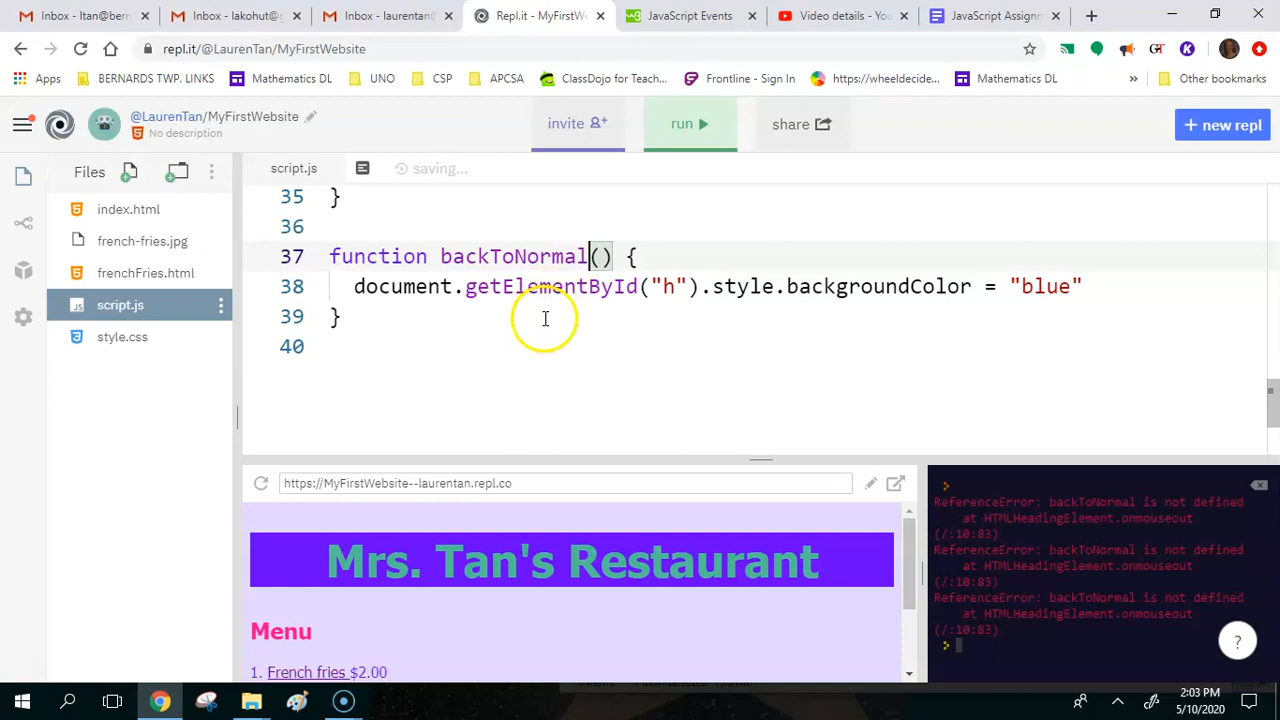 Inbox - ltan@bern
Inbox - lakohut@g
Inbox - laurentan@
Repl.it - MyFirstW
JavaScript Events
Video details - Yo
JavaScript Assignm
repl.it/@LaurenTan/MyFirstWebsite
Apps
BERNARDS TWP. LINKS
Mathematics DL
UNO
CSP
APCSA
ClassDojo for Teach...
Frontline - Sign In
https://wheeldecide...
Mathematics DL
»
Other bookmarks
@LaurenTan/MyFirstWebsite
No description
invite
run
share
+ new repl
Files
script.js
saving...
index.html
french-fries.jpg
frenchFries.html
script.js
style.css
35 }
36
37 function backToNormal() {
38 document.getElementById("h").style.backgroundColor = "blue"
39 }
40
https://MyFirstWebsite--laurentan.repl.co
Mrs. Tan's Restaurant
Menu
1. French fries $2.00
>
ReferenceError: backToNormal is not defined
at HTMLHeadingElement.onmouseout
(/:10:83)
ReferenceError: backToNormal is not defined
at HTMLHeadingElement.onmouseout
(/:10:83)
ReferenceError: backToNormal is not defined
at HTMLHeadingElement.onmouseout
(/:10:83)
>
?
2:03 PM
5/10/2020